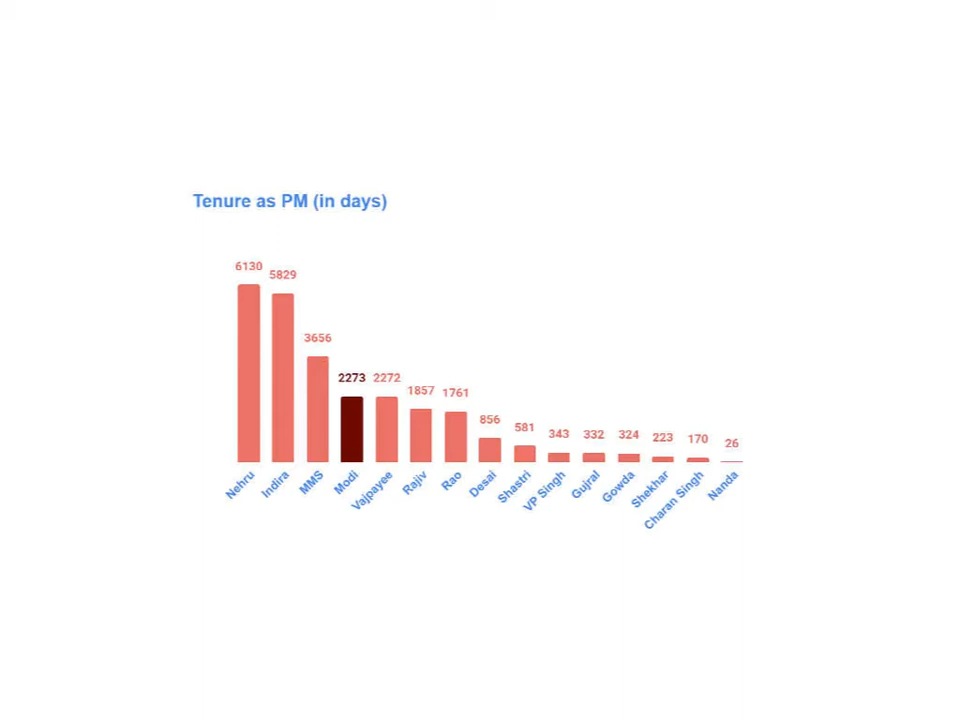 Tenure as PM (in days)
6130 5829 3656 2273 2272 1857 1761 856 581 343 332 324 223 170 26
Nehru Indira MMS Modi Vajpayee Rajiv Rao Desai Shastri VP Singh Gujral Gowda Shekhar Charan Singh Nanda